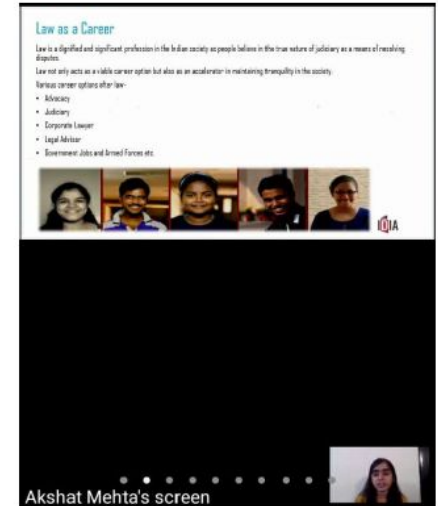 Law as a Career
Law is a dignified and significant profession in the Indian society as people believe in the true nature of judiciary as a means of resolving
disputes.
Law not only acts as a viable career option but also as an accelerator in maintaining tranquility in the society.
Various career options after law-
• Advocacy
• Judiciary
• Corporate Lawyer
• Legal Advisor
• Government Jobs and Armed Forces etc.
IDIA
Akshat Mehta's screen